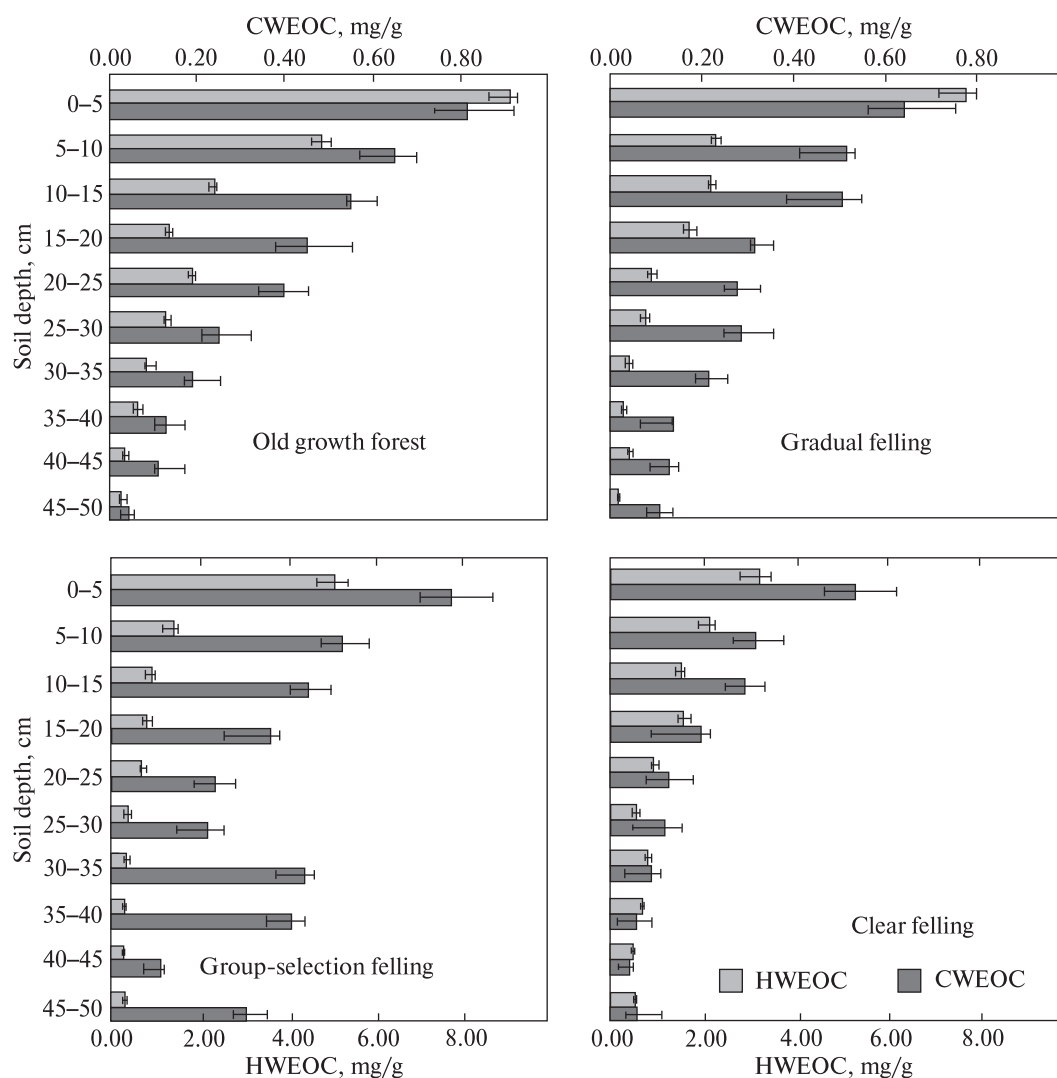 CWEOC, mg/g
CWEOC, mg/g
0.00 0.20 0.40 0.60 0.80
0.00 0.20 0.40 0.60 0.80
Soil depth, cm
0–5
5–10
10–15
15–20
20–25
25–30
30–35
35–40
40–45
45–50
Old growth forest
Gradual felling
Soil depth, cm
0–5
5–10
10–15
15–20
20–25
25–30
30–35
35–40
40–45
45–50
Group-selection felling
Clear felling
HWEOC CWEOC
0.00 2.00 4.00 6.00 8.00
0.00 2.00 4.00 6.00 8.00
HWEOC, mg/g
HWEOC, mg/g